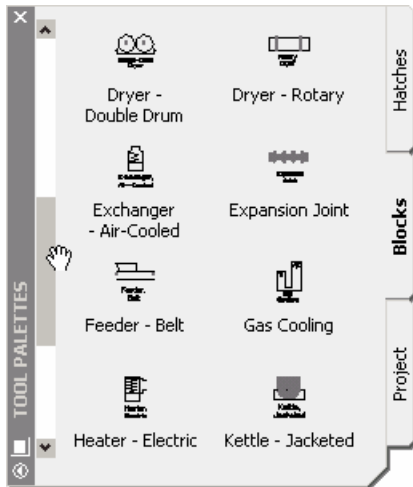 TOOL PALETTES
Dryer -
Double Drum
Dryer - Rotary
Exchanger
- Air-Cooled
Expansion Joint
Feeder - Belt
Gas Cooling
Heater - Electric
Kettle - Jacketed
Hatches
Blocks
Project